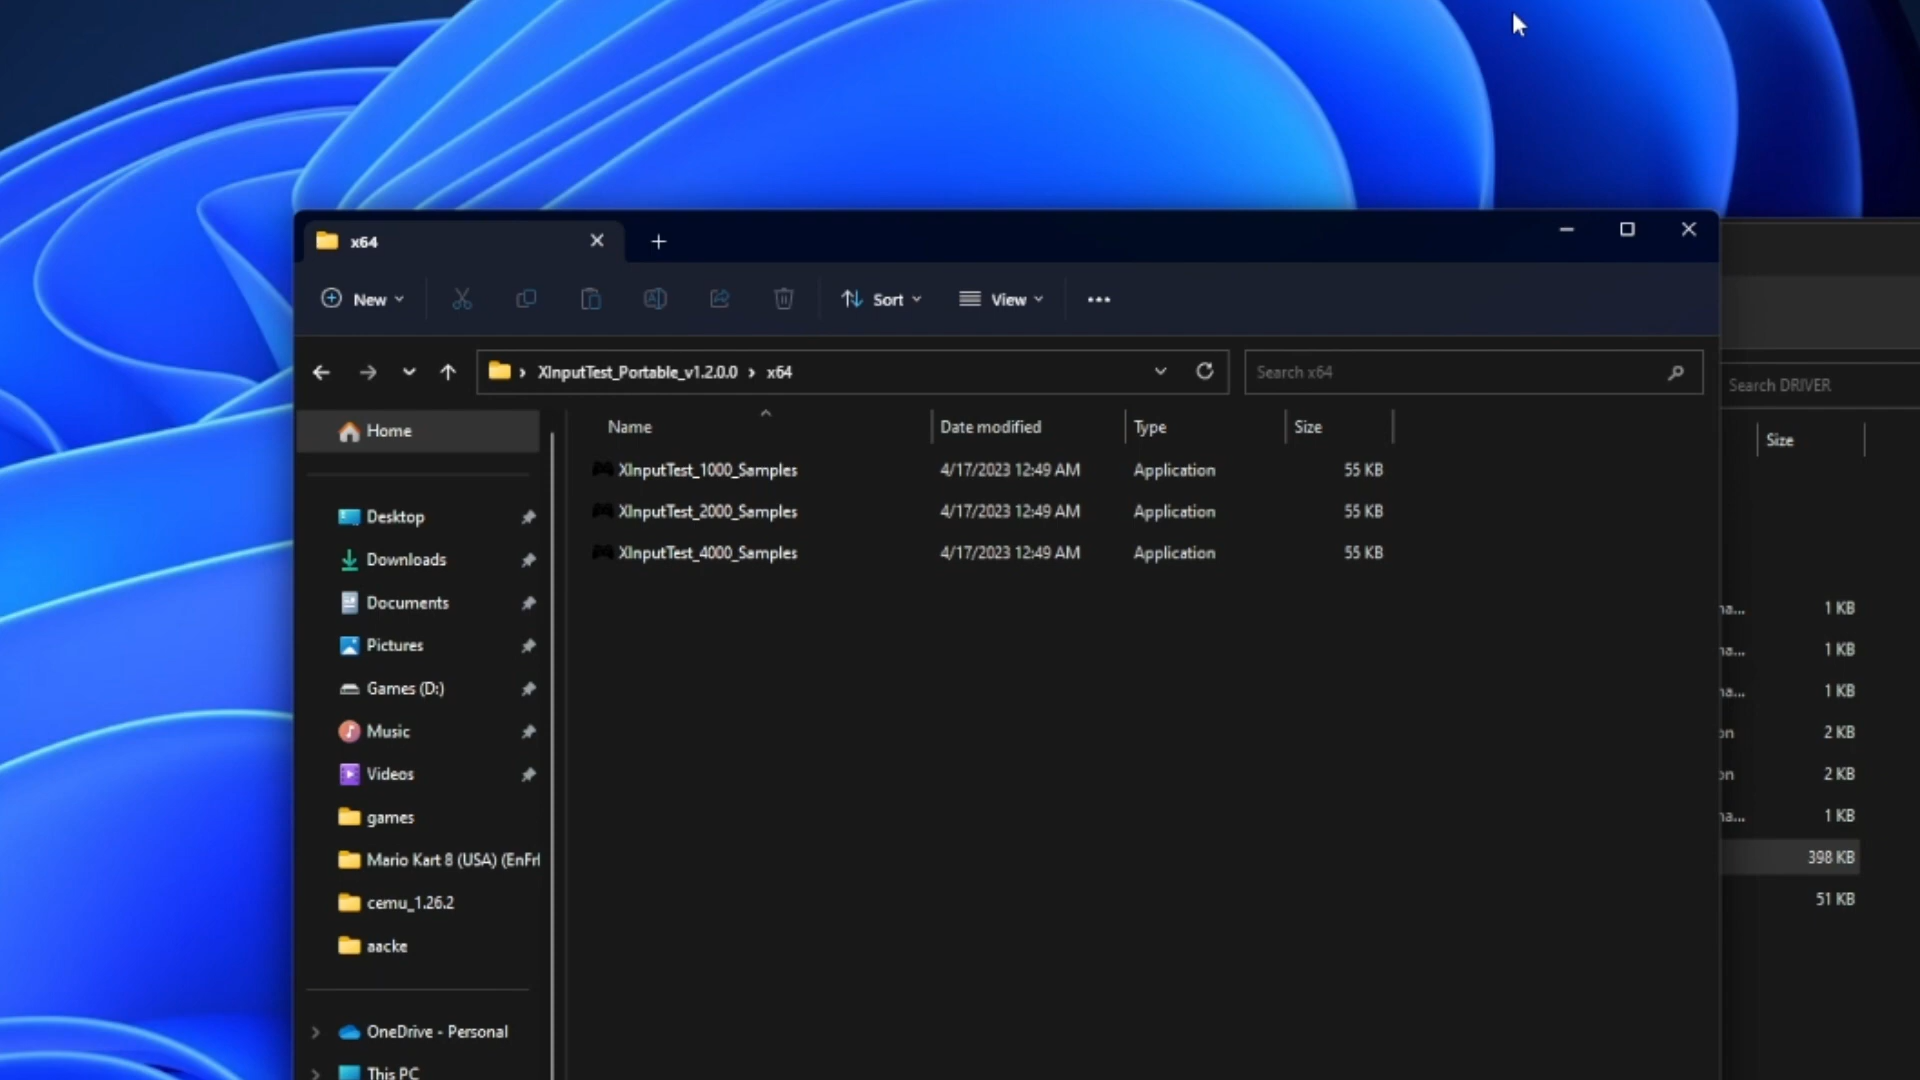 x64
New
Sort
View
XInputTest_Portable_v1.2.0.0 › x64
Search x64
Search DRIVER
Home
Name
Date modified
Type
Size
Size
XInputTest_1000_Samples 4/17/2023 12:49 AM Application 55 KB
XInputTest_2000_Samples 4/17/2023 12:49 AM Application 55 KB
XInputTest_4000_Samples 4/17/2023 12:49 AM Application 55 KB
Desktop
Downloads
Documents
Pictures
Games (D:)
Music
Videos
games
Mario Kart 8 (USA) (EnFr
cemu_1.26.2
aacke
OneDrive - Personal
This PC
1 KB
1 KB
1 KB
2 KB
2 KB
1 KB
398 KB
51 KB